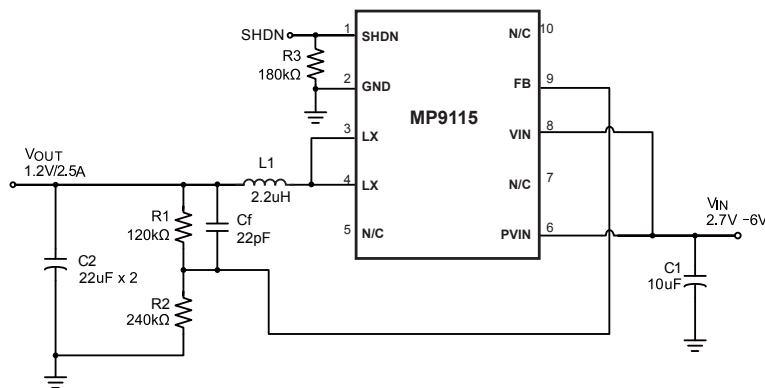 SHDN
R3
180kΩ
1
SHDN
2
GND
3
LX
4
LX
5
N/C
MP9115
10
N/C
9
FB
8
VIN
7
N/C
6
PVIN
VOUT
1.2V/2.5A
L1
2.2uH
R1
120kΩ
Cf
22pF
C2
22uF x 2
R2
240kΩ
VIN
2.7V -6V
C1
10uF